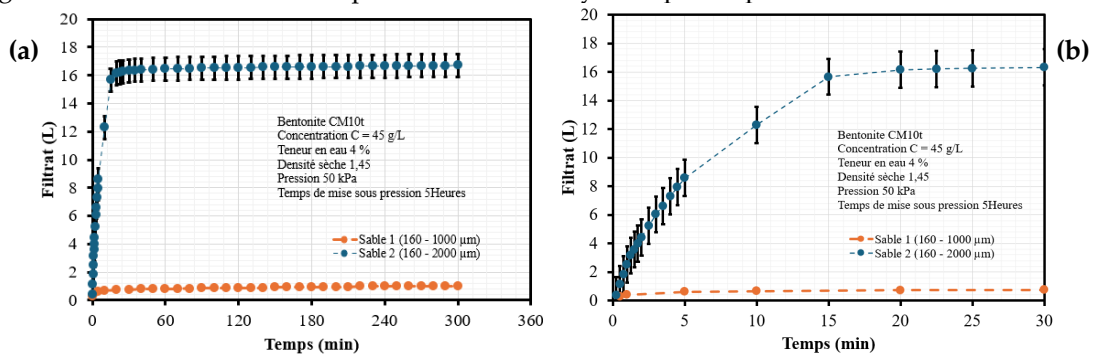 (a)
20
18
16
14
12
10
8
6
4
2
0
Filtrat (L)
Bentonite CM10t
Concentration C = 45 g/L
Teneur en eau 4 %
Densité sèche 1,45
Pression 50 kPa
Temps de mise sous pression 5Heures
Sable 1 (160 - 1000 µm)
Sable 2 (160 - 2000 µm)
0 60 120 180 240 300 360
Temps (min)
(b)
20
18
16
14
12
10
8
6
4
2
0
Filtrat (L)
Bentonite CM10t
Concentration C = 45 g/L
Teneur en eau 4 %
Densité sèche 1,45
Pression 50 kPa
Temps de mise sous pression 5Heures
Sable 1 (160 - 1000 µm)
Sable 2 (160 - 2000 µm)
0 5 10 15 20 25 30
Temps (min)